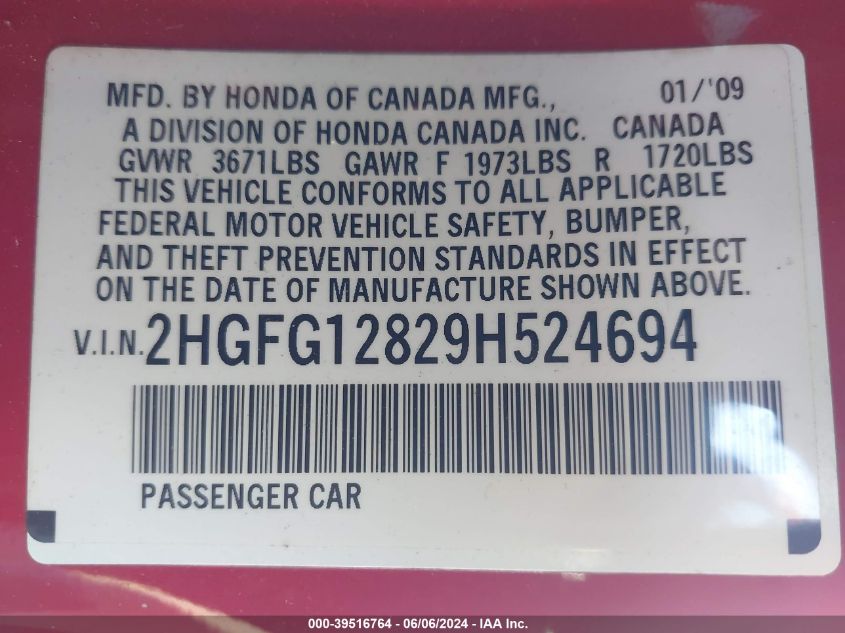 MFD. BY HONDA OF CANADA MFG., 01/'09
A DIVISION OF HONDA CANADA INC. CANADA
GVWR 3671LBS GAWR F 1973LBS R 1720LBS
THIS VEHICLE CONFORMS TO ALL APPLICABLE
FEDERAL MOTOR VEHICLE SAFETY, BUMPER,
AND THEFT PREVENTION STANDARDS IN EFFECT
ON THE DATE OF MANUFACTURE SHOWN ABOVE.
V.I.N. 2HGFG12829H524694
PASSENGER CAR
000-39516764 - 06/06/2024 - IAA Inc.